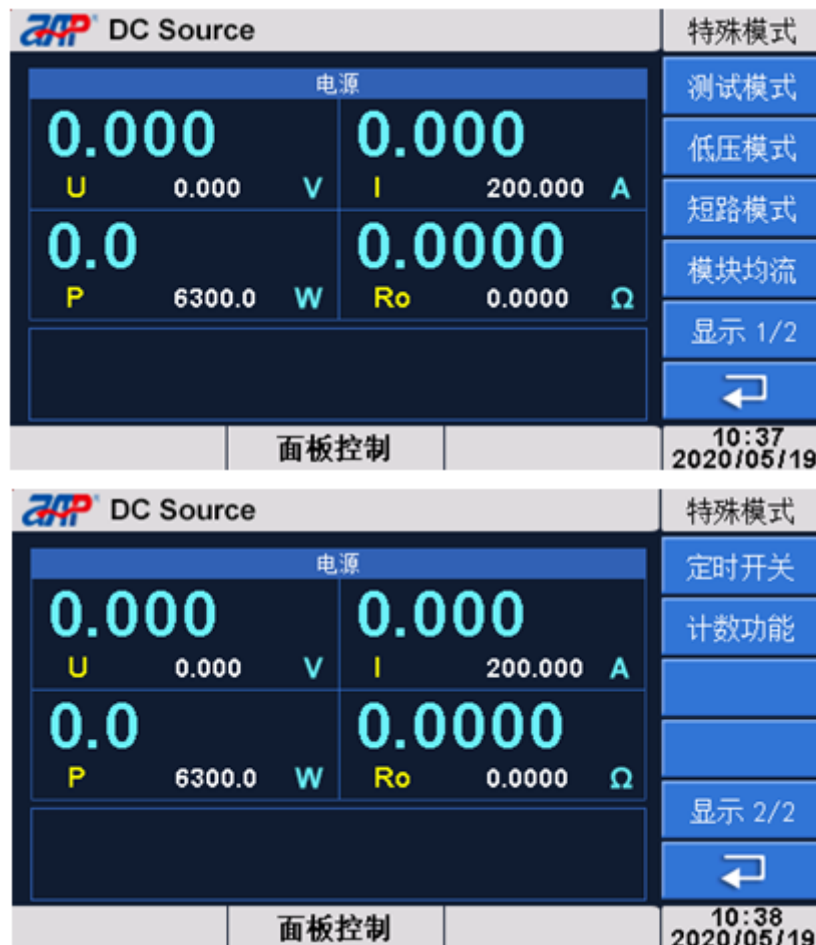 DC Source
特殊模式
电源
测试模式
0.000 0.000
低压模式
U 0.000 V I 200.000 A
短路模式
0.0 0.0000
模块均流
P 6300.0 W Ro 0.0000 Ω
显示 1/2
面板控制
10:37
2020/05/19
DC Source
特殊模式
电源
定时开关
0.000 0.000
计数功能
U 0.000 V I 200.000 A
0.0 0.0000
P 6300.0 W Ro 0.0000 Ω
显示 2/2
面板控制
10:38
2020/05/19